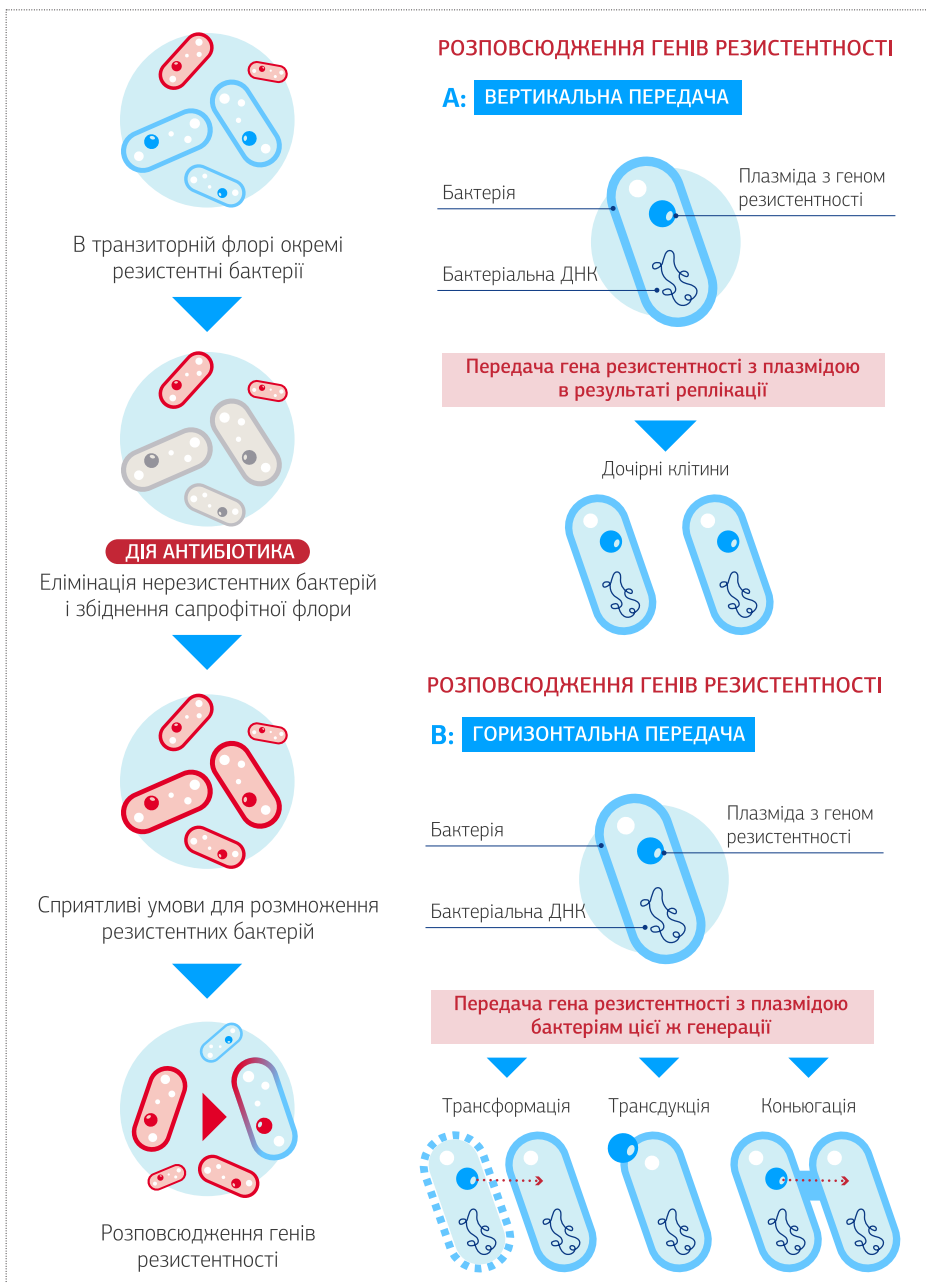 В транзиторній флорі окремі
резистентні бактерії
ДІЯ АНТИБІОТИКА
Елімінація нерезистентних бактерій
і збіднення сапрофітної флори
Сприятливі умови для розмноження
резистентних бактерій
Розповсюдження генів
резистентності
РОЗПОВСЮДЖЕННЯ ГЕНІВ РЕЗИСТЕНТНОСТІ
А: ВЕРТИКАЛЬНА ПЕРЕДАЧА
Бактерія
Плазміда з геном
резистентності
Бактеріальна ДНК
Передача гена резистентності з плазмідою
в результаті реплікації
Дочірні клітини
РОЗПОВСЮДЖЕННЯ ГЕНІВ РЕЗИСТЕНТНОСТІ
В: ГОРИЗОНТАЛЬНА ПЕРЕДАЧА
Бактерія
Плазміда з геном
резистентності
Бактеріальна ДНК
Передача гена резистентності з плазмідою
бактеріям цієї ж генерації
Трансформація
Трансдукція
Коньюгація